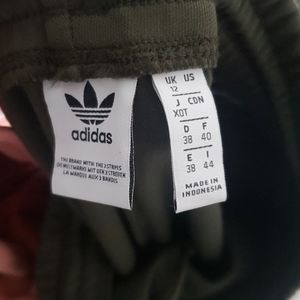 adidas
THE BRAND WITH THE 3 STRIPES
DIE WELTMARKE MIT DEN 3 STREIFEN
LA MARQUE AUX 3 BANDES
UK US
12
J CDN
XOT
D F
38 40
E I
38 44
MADE IN
INDONESIA